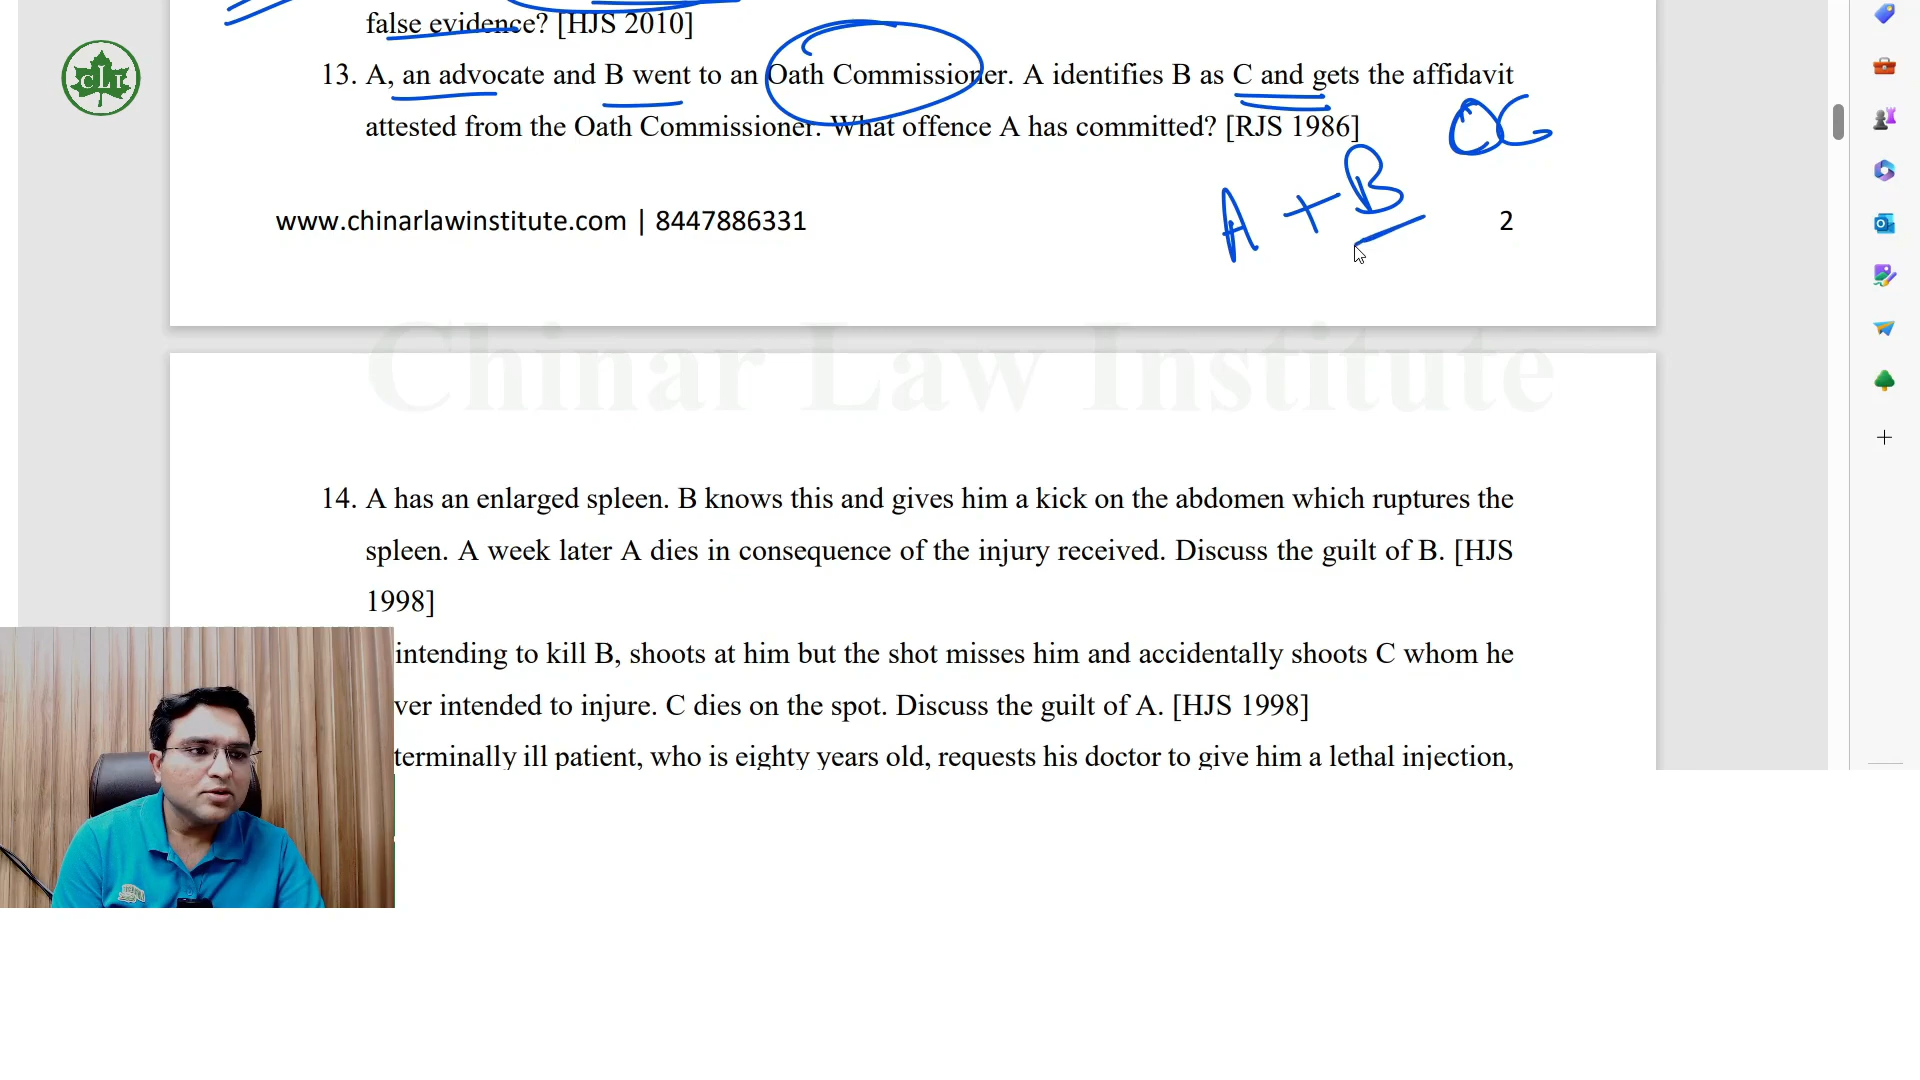 false evidence? [HJS 2010]
CLI
13. A, an advocate and B went to an Oath Commissioner. A identifies B as C and gets the affidavit
attested from the Oath Commissioner. What offence A has committed? [RJS 1986]
OC
A + B
www.chinarlawinstitute.com | 8447886331
2
Chinar Law Institute
14. A has an enlarged spleen. B knows this and gives him a kick on the abdomen which ruptures the
spleen. A week later A dies in consequence of the injury received. Discuss the guilt of B. [HJS
1998]
intending to kill B, shoots at him but the shot misses him and accidentally shoots C whom he
ver intended to injure. C dies on the spot. Discuss the guilt of A. [HJS 1998]
terminally ill patient, who is eighty years old, requests his doctor to give him a lethal injection,